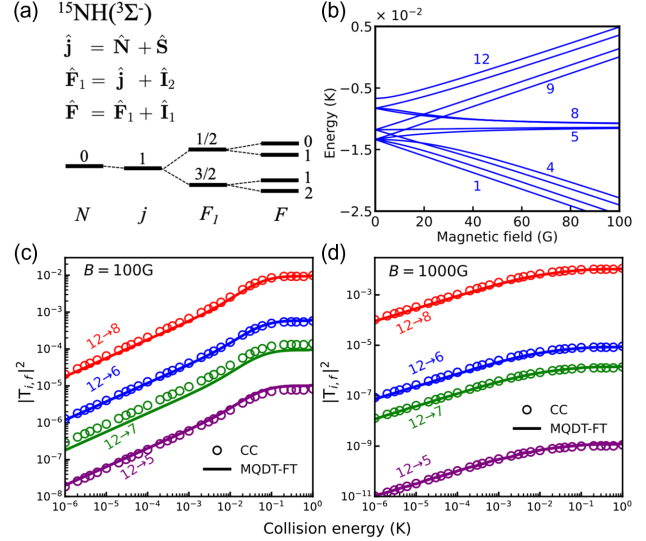 (a)
¹⁵NH(³Σ⁻)
ĵ = N̂ + Ŝ
F̂₁ = ĵ + Î₂
F̂ = F̂₁ + Î₁
0 1 1/2 3/2 0 1 1 2
N j F₁ F
(b)
×10⁻²
0.5
−0.5
−1.5
−2.5
Energy (K)
12
9
8
5
4
1
0 20 40 60 80 100
Magnetic field (G)
(c)
B = 100G
10⁻²
10⁻³
10⁻⁴
10⁻⁵
10⁻⁶
10⁻⁷
10⁻⁸
|T_{i,f}|²
12→8
12→6
12→7
12→5
CC
MQDT-FT
10⁻⁶ 10⁻⁵ 10⁻⁴ 10⁻³ 10⁻² 10⁻¹ 10⁰
(d)
B = 1000G
10⁻³
10⁻⁵
10⁻⁷
10⁻⁹
10⁻¹¹
|T_{i,f}|²
12→8
12→6
12→7
12→5
CC
MQDT-FT
10⁻⁶ 10⁻⁵ 10⁻⁴ 10⁻³ 10⁻² 10⁻¹ 10⁰
Collision energy (K)